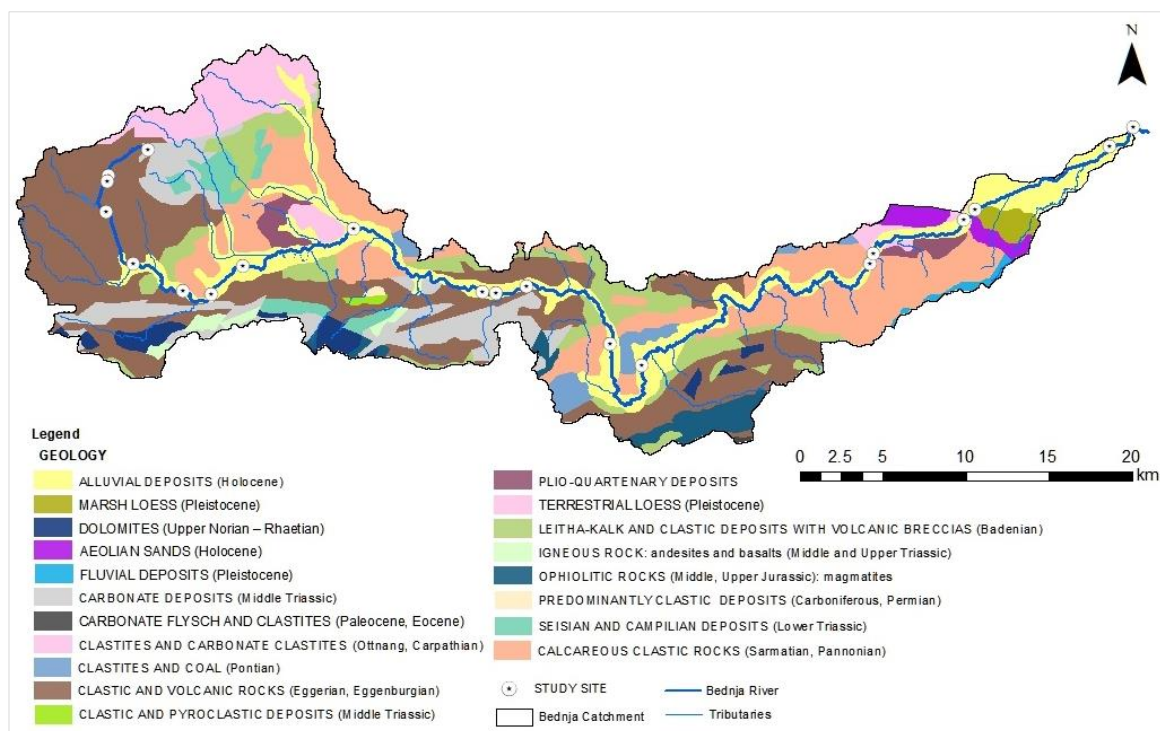 N
0 2.5 5 10 15 20
km
Legend
GEOLOGY
ALLUVIAL DEPOSITS (Holocene)
MARSH LOESS (Pleistocene)
DOLOMITES (Upper Norian – Rhaetian)
AEOLIAN SANDS (Holocene)
FLUVIAL DEPOSITS (Pleistocene)
CARBONATE DEPOSITS (Middle Triassic)
CARBONATE FLYSCH AND CLASTITES (Paleocene, Eocene)
CLASTITES AND CARBONATE CLASTITES (Ottnang, Carpathian)
CLASTITES AND COAL (Pontian)
CLASTIC AND VOLCANIC ROCKS (Eggerian, Eggenburgian)
CLASTIC AND PYROCLASTIC DEPOSITS (Middle Triassic)
PLIO-QUARTENARY DEPOSITS
TERRESTRIAL LOESS (Pleistocene)
LEITHA-KALK AND CLASTIC DEPOSITS WITH VOLCANIC BRECCIAS (Badenian)
IGNEOUS ROCK: andesites and basalts (Middle and Upper Triassic)
OPHIOLITIC ROCKS (Middle, Upper Jurassic): magmatites
PREDOMINANTLY CLASTIC DEPOSITS (Carboniferous, Permian)
SEISIAN AND CAMPILIAN DEPOSITS (Lower Triassic)
CALCAREOUS CLASTIC ROCKS (Sarmatian, Pannonian)
STUDY SITE
Bednja River
Bednja Catchment
Tributaries